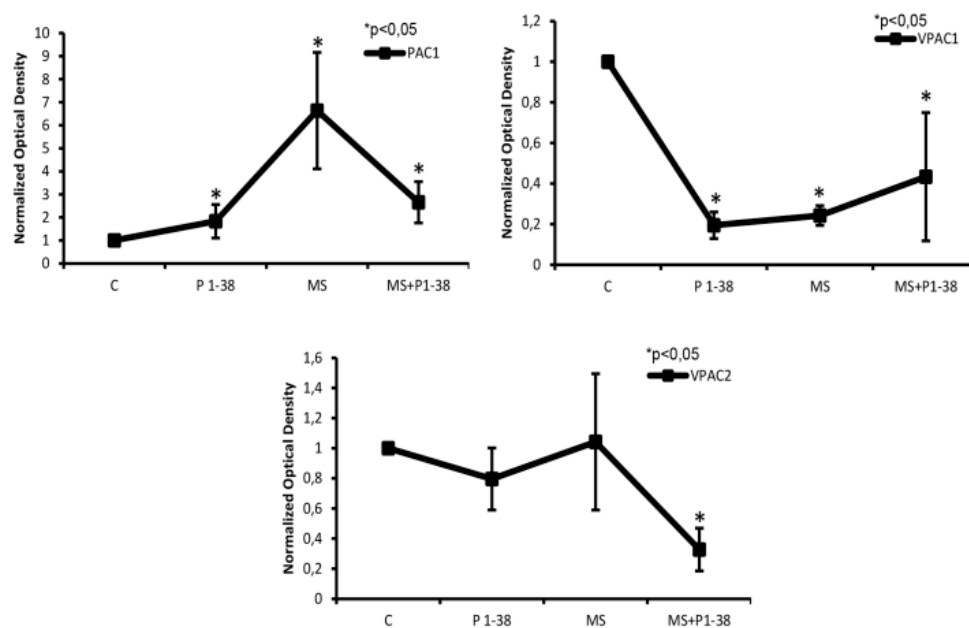 *p<0,05
PAC1
Normalized Optical Density
10
9
8
7
6
5
4
3
2
1
0
*
*
*
C P 1-38 MS MS+P1-38
*p<0,05
VPAC1
Normalized Optical Density
1,2
1
0,8
0,6
0,4
0,2
0
*
*
*
C P 1-38 MS MS+P1-38
*p<0,05
VPAC2
Normalized Optical Density
1,6
1,4
1,2
1
0,8
0,6
0,4
0,2
0
*
C P 1-38 MS MS+P1-38